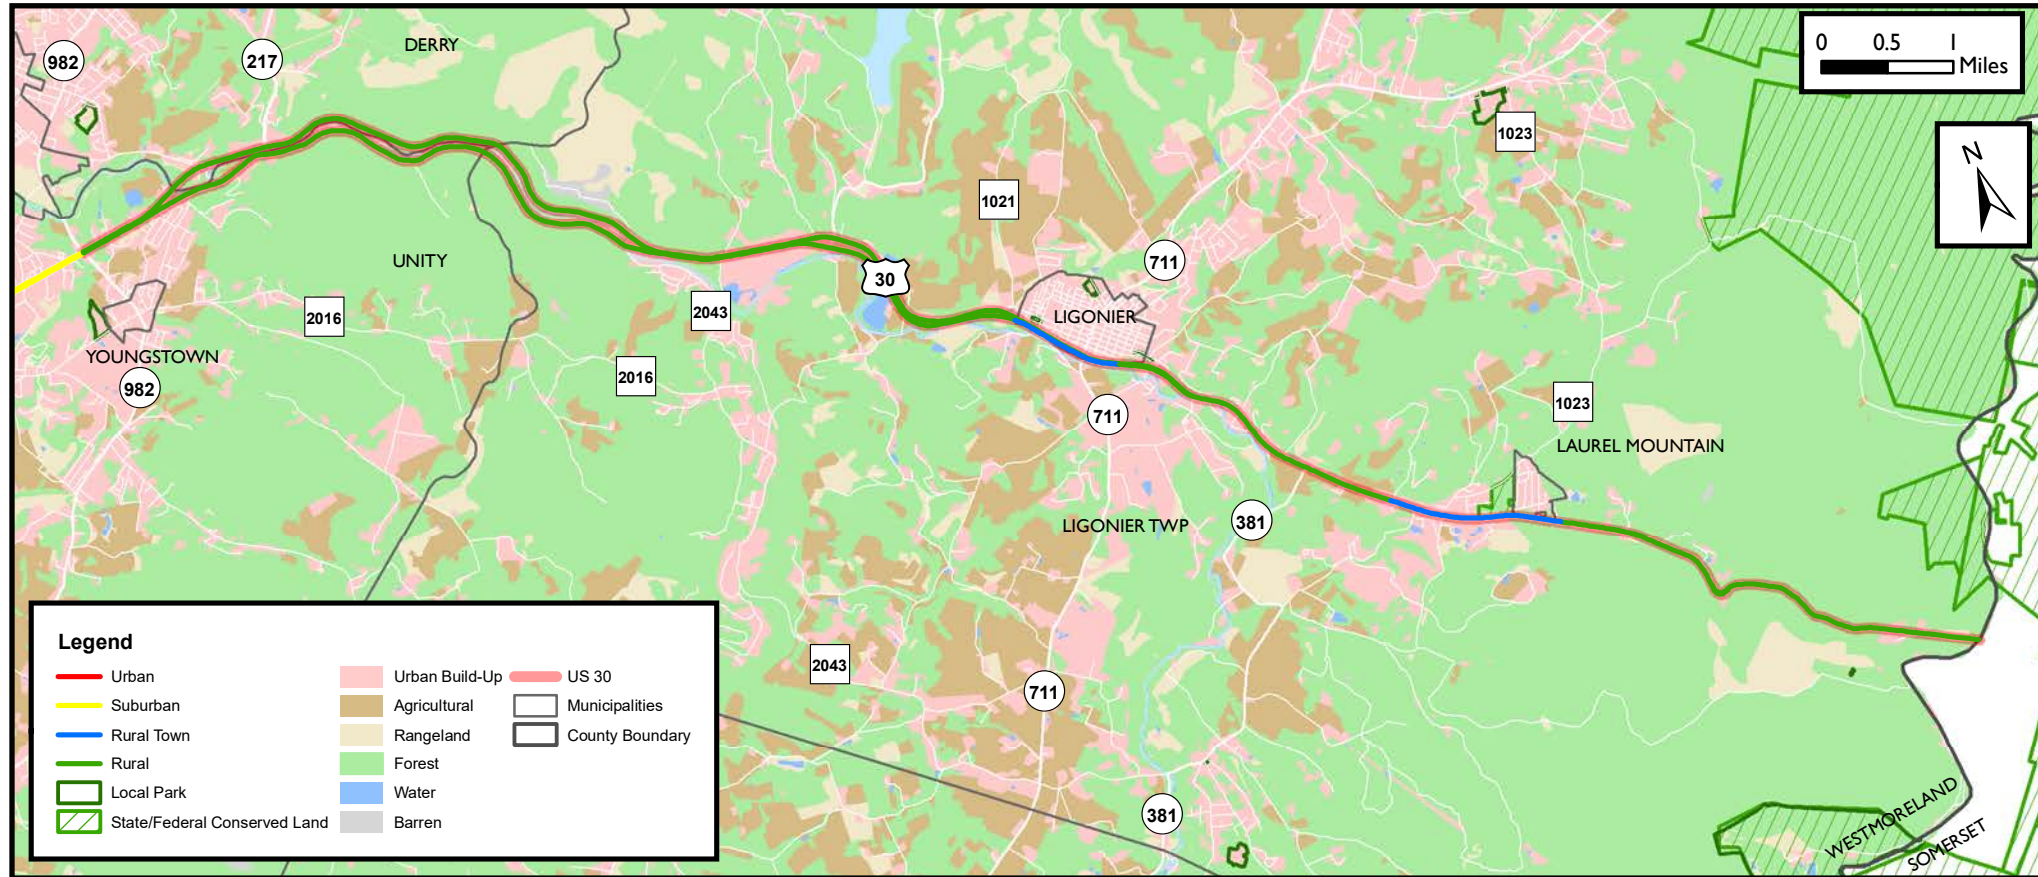 982
217
DERRY
0 0.5 1
Miles
1023
N
1021
UNITY
711
30
2016
2043
LIGONIER
YOUNGSTOWN
982
2016
711
1023
LAUREL MOUNTAIN
LIGONIER TWP
381
2043
711
381
WESTMORELAND
SOMERSET
Legend
Urban
Suburban
Rural Town
Rural
Local Park
State/Federal Conserved Land
Urban Build-Up
Agricultural
Rangeland
Forest
Water
Barren
US 30
Municipalities
County Boundary